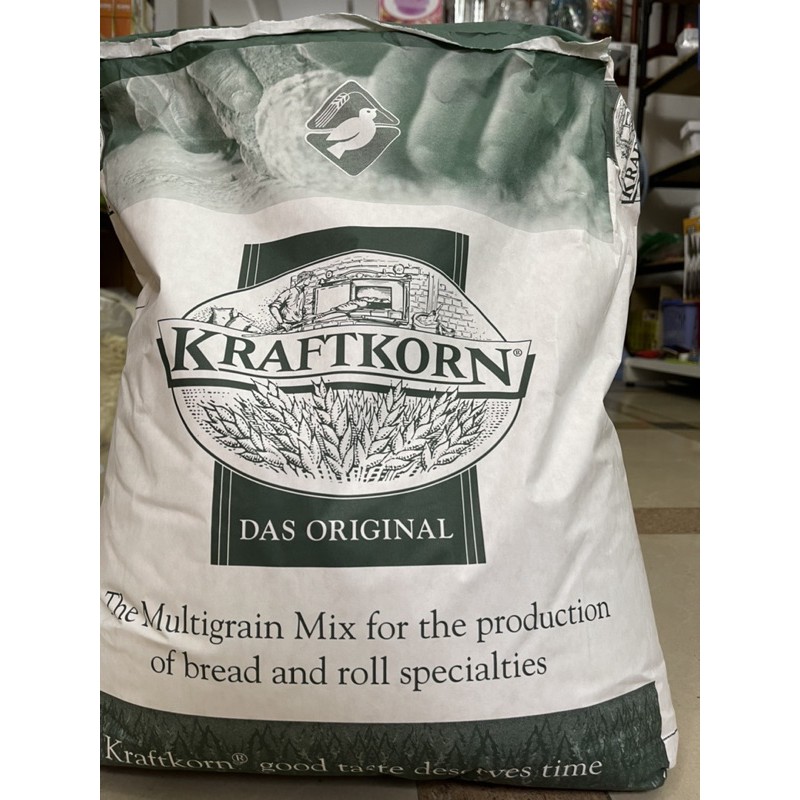 KRAFTKORN®
DAS ORIGINAL
The Multigrain Mix for the production
of bread and roll specialties
Kraftkorn® good taste deserves time
KRA